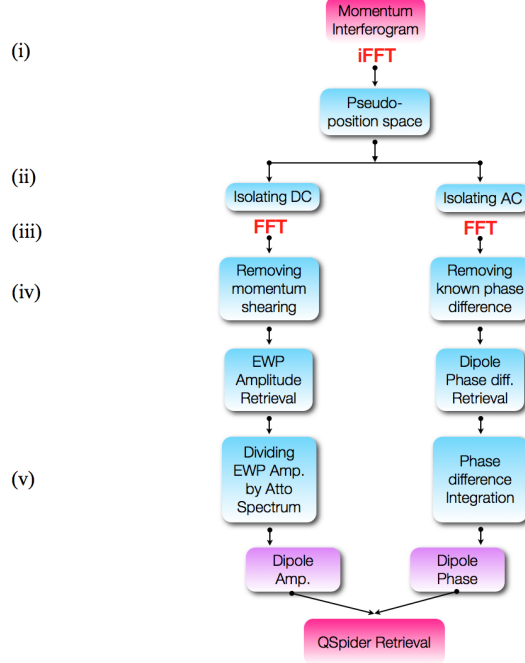 Momentum
Interferogram
(i)
iFFT
Pseudo-
position space
(ii)
Isolating DC
Isolating AC
(iii)
FFT
FFT
(iv)
Removing
momentum
shearing
Removing
known phase
difference
EWP
Amplitude
Retrieval
Dipole
Phase diff.
Retrieval
(v)
Dividing
EWP Amp.
by Atto
Spectrum
Phase
difference
Integration
Dipole
Amp.
Dipole
Phase
QSpider Retrieval